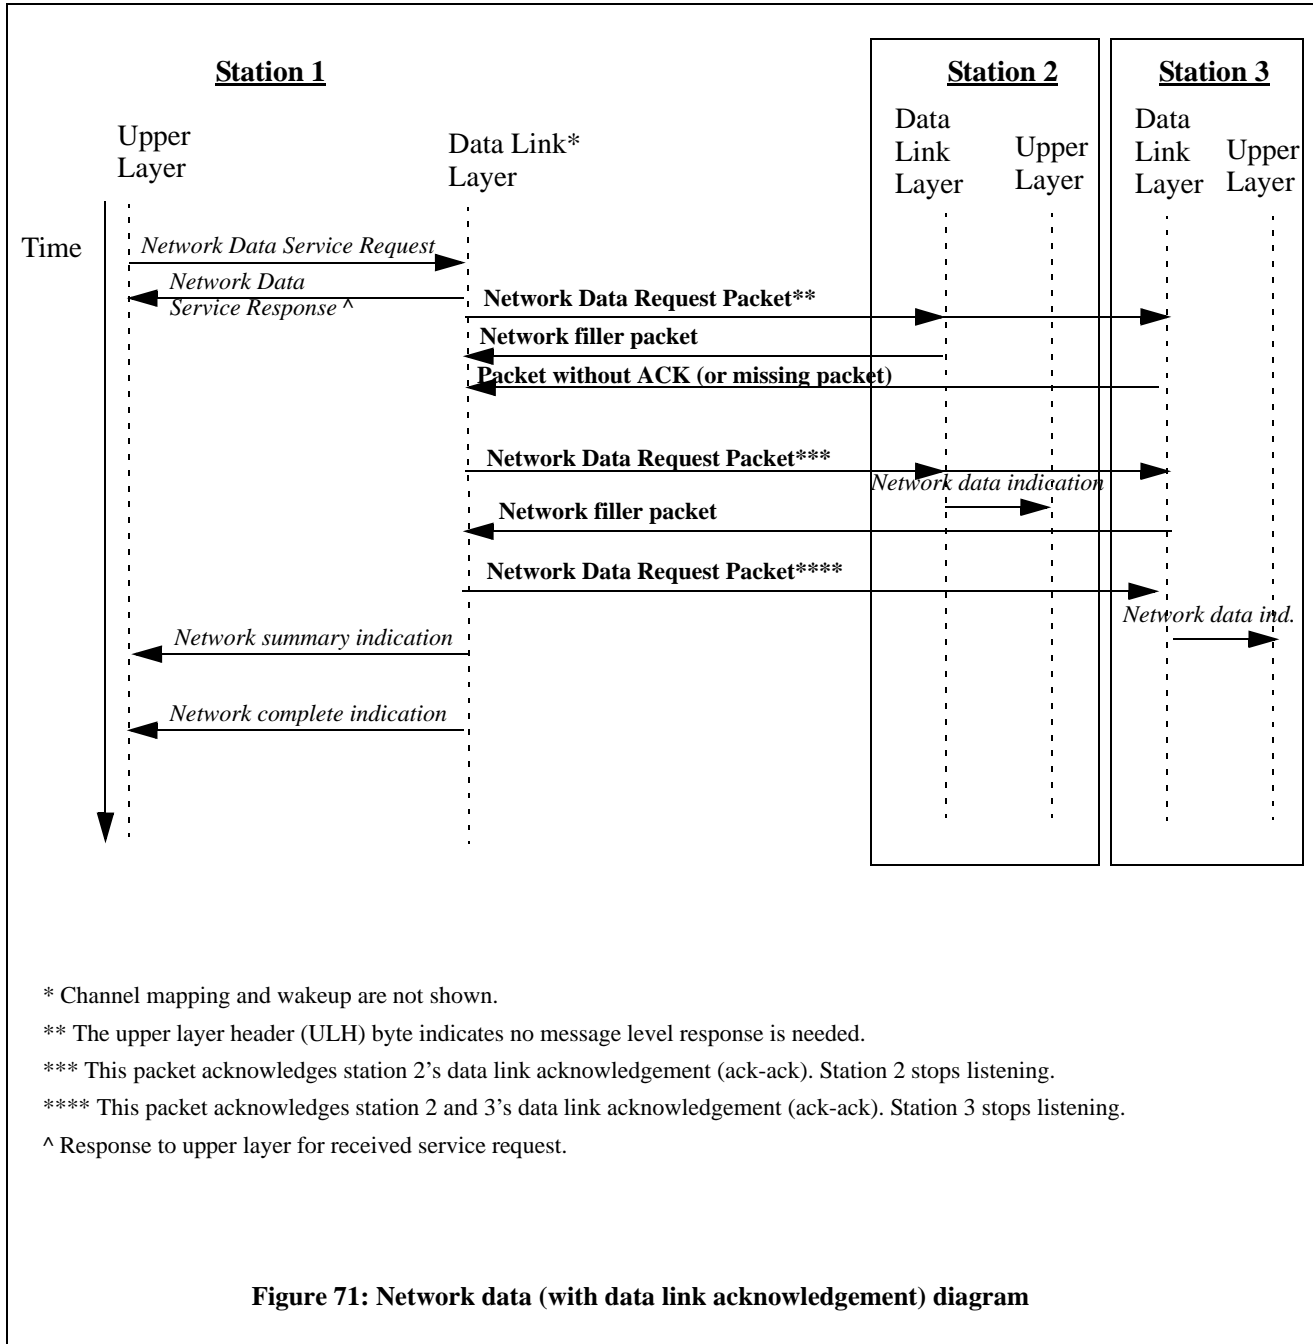 Station 1
Station 2
Station 3
Upper
Layer
Data Link*
Layer
Data
Link
Layer
Upper
Layer
Data
Link
Layer
Upper
Layer
Time
Network Data Service Request
Network Data
Service Response ^
Network Data Request Packet**
Network filler packet
Packet without ACK (or missing packet)
Network Data Request Packet***
Network data indication
Network filler packet
Network Data Request Packet****
Network data ind.
Network summary indication
Network complete indication
* Channel mapping and wakeup are not shown.
** The upper layer header (ULH) byte indicates no message level response is needed.
*** This packet acknowledges station 2's data link acknowledgement (ack-ack). Station 2 stops listening.
**** This packet acknowledges station 2 and 3's data link acknowledgement (ack-ack). Station 3 stops listening.
^ Response to upper layer for received service request.
Figure 71: Network data (with data link acknowledgement) diagram